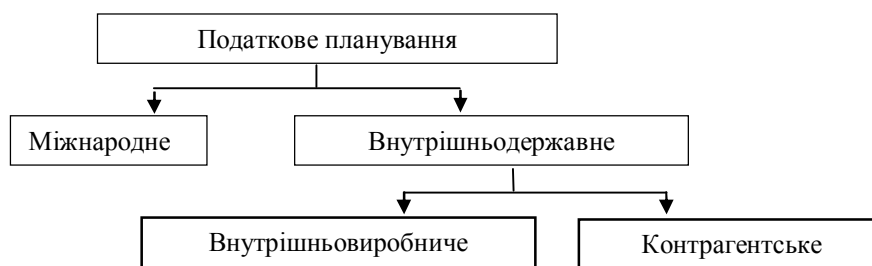 Податкове планування
Міжнародне
Внутрішньодержавне
Внутрішньовиробниче
Контрагентське